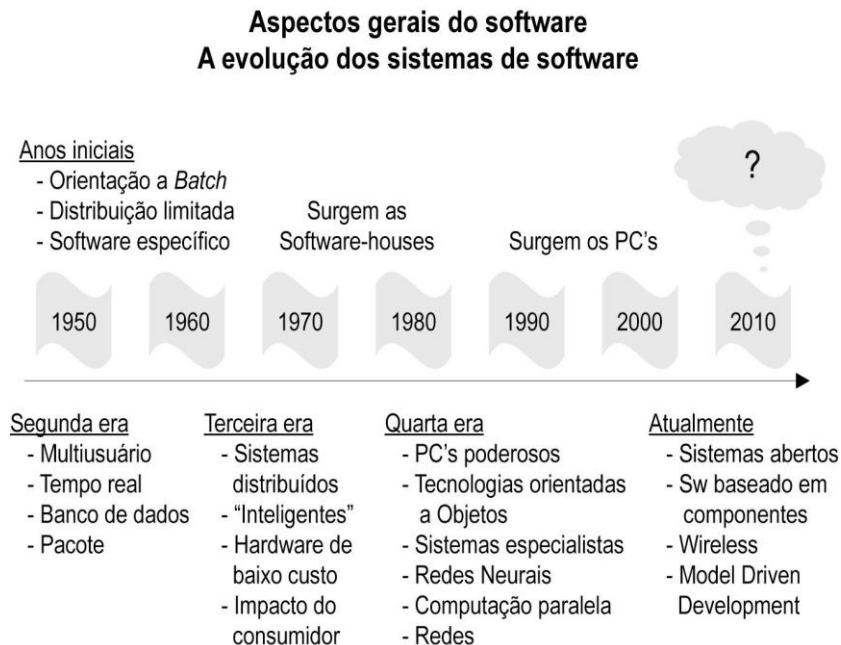 Aspectos gerais do software
A evolução dos sistemas de software
Anos iniciais
- Orientação a Batch
- Distribuição limitada
- Software específico
Surgem as
Software-houses
Surgem os PC's
?
1950
1960
1970
1980
1990
2000
2010
Segunda era
- Multiusuário
- Tempo real
- Banco de dados
- Pacote
Terceira era
- Sistemas
distribuídos
- “Inteligentes”
- Hardware de
baixo custo
- Impacto do
consumidor
Quarta era
- PC's poderosos
- Tecnologias orientadas
a Objetos
- Sistemas especialistas
- Redes Neurais
- Computação paralela
- Redes
Atualmente
- Sistemas abertos
- Sw baseado em
componentes
- Wireless
- Model Driven
Development